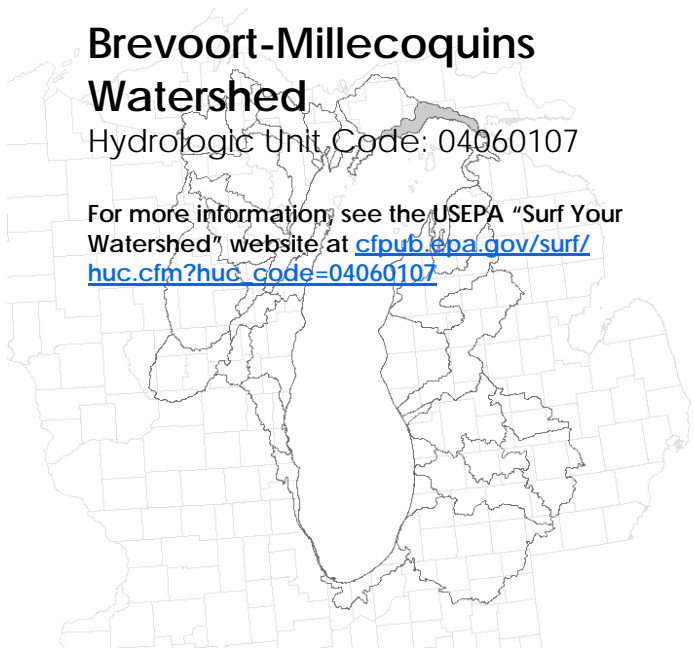 Brevoort-Millecoquins
Watershed
Hydrologic Unit Code: 04060107
For more information, see the USEPA “Surf Your
Watershed” website at cfpub.epa.gov/surf/
huc.cfm?huc_code=04060107